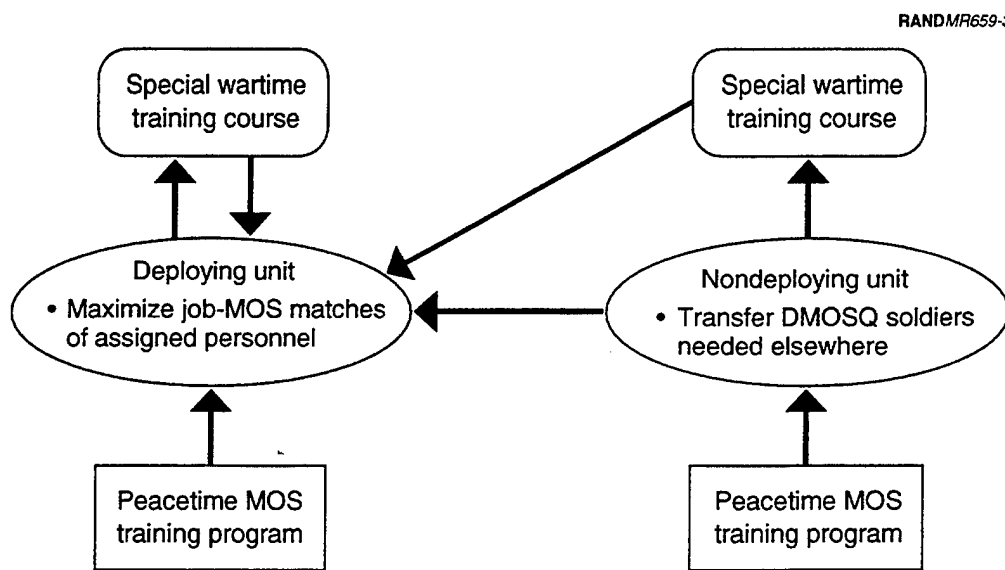 RANDMR659-3
Special wartime
training course
Special wartime
training course
Deploying unit
• Maximize job-MOS matches
of assigned personnel
Nondeploying unit
• Transfer DMOSQ soldiers
needed elsewhere
Peacetime MOS
training program
Peacetime MOS
training program